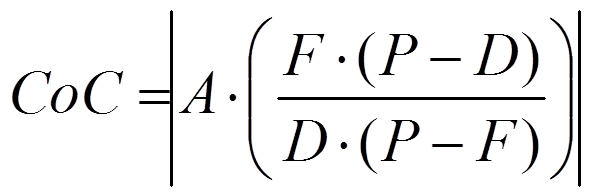 CoC = |A · (F · (P − D) / D · (P − F))|